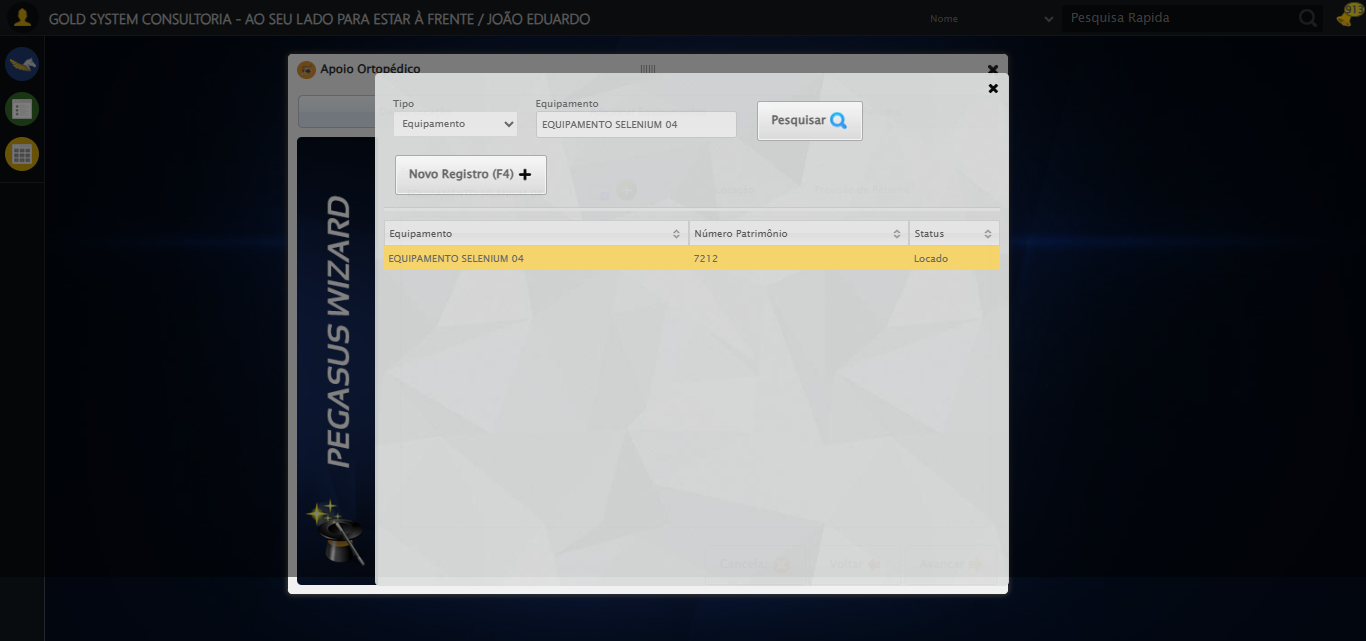 GOLD SYSTEM CONSULTORIA - AO SEU LADO PARA ESTAR À FRENTE / JOÃO EDUARDO
Nome
Pesquisa Rapida
913
Apoio Ortopédico
Tipo
Equipamento
Equipamento
EQUIPAMENTO SELENIUM 04
Pesquisar
Novo Registro (F4)
Equipamento
Número Patrimônio
Status
EQUIPAMENTO SELENIUM 04
7212
Locado
PEGASUS WIZARD
Cancelar
Voltar
Avançar